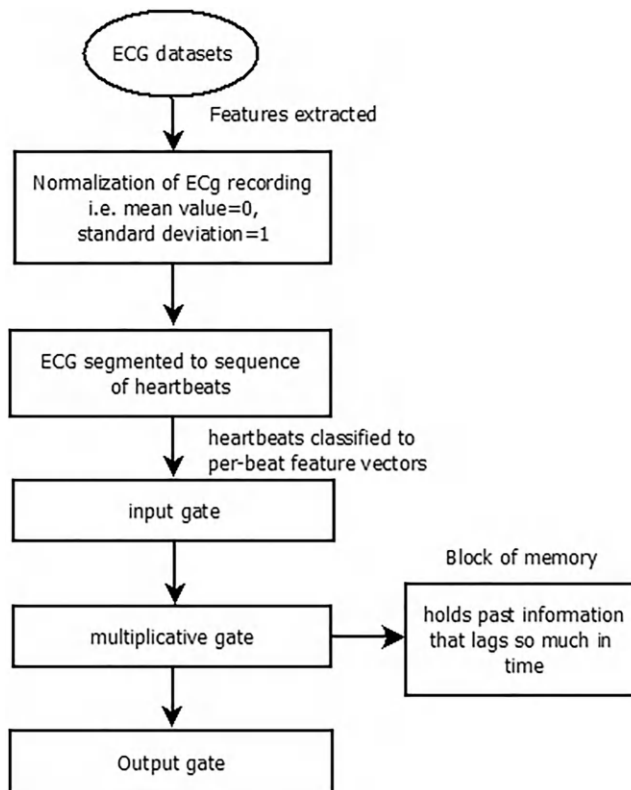 ECG datasets
Features extracted
Normalization of ECg recording
i.e. mean value=0,
standard deviation=1
ECG segmented to sequence
of heartbeats
heartbeats classified to
per-beat feature vectors
input gate
Block of memory
multiplicative gate
holds past information
that lags so much in
time
Output gate